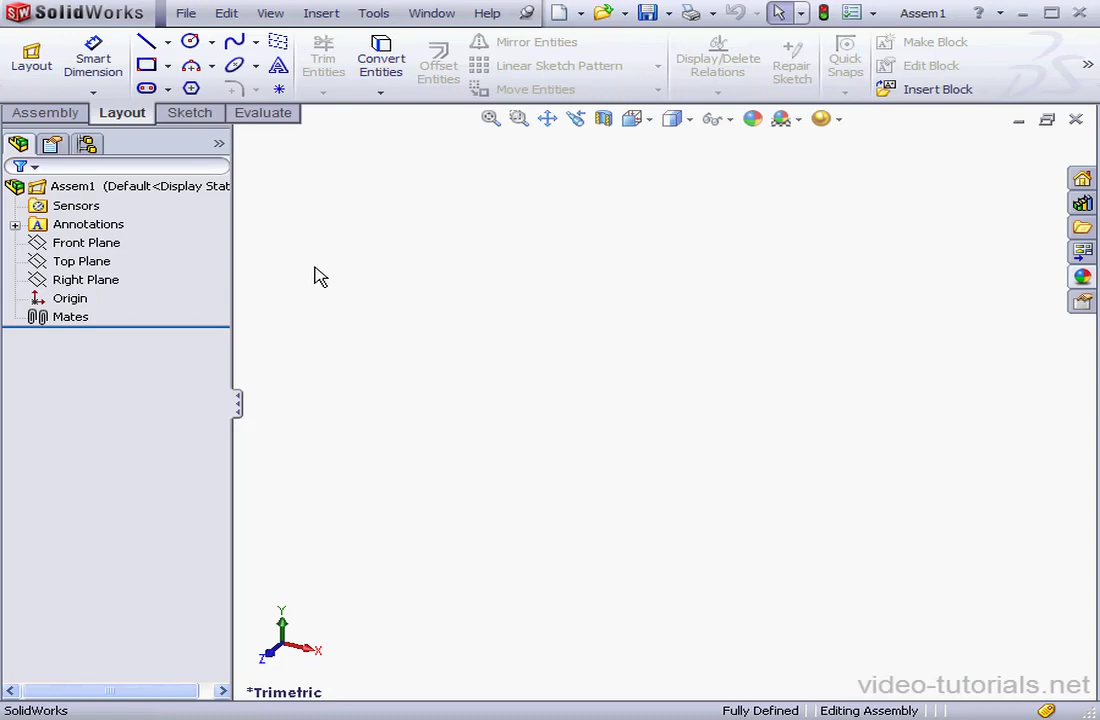 SolidWorks File Edit View Insert Tools Window Help Assem1 ?
Layout
Smart Dimension
Trim Entities
Convert Entities
Offset Entities
Mirror Entities
Linear Sketch Pattern
Move Entities
Display/Delete Relations
Repair Sketch
Quick Snaps
Make Block
Edit Block
Insert Block
Assembly Layout Sketch Evaluate
Assem1 (Default<Display Stat
Sensors
A Annotations
Front Plane
Top Plane
Right Plane
Origin
Mates
Y
X
Z
*Trimetric
video-tutorials.net
SolidWorks Fully Defined Editing Assembly